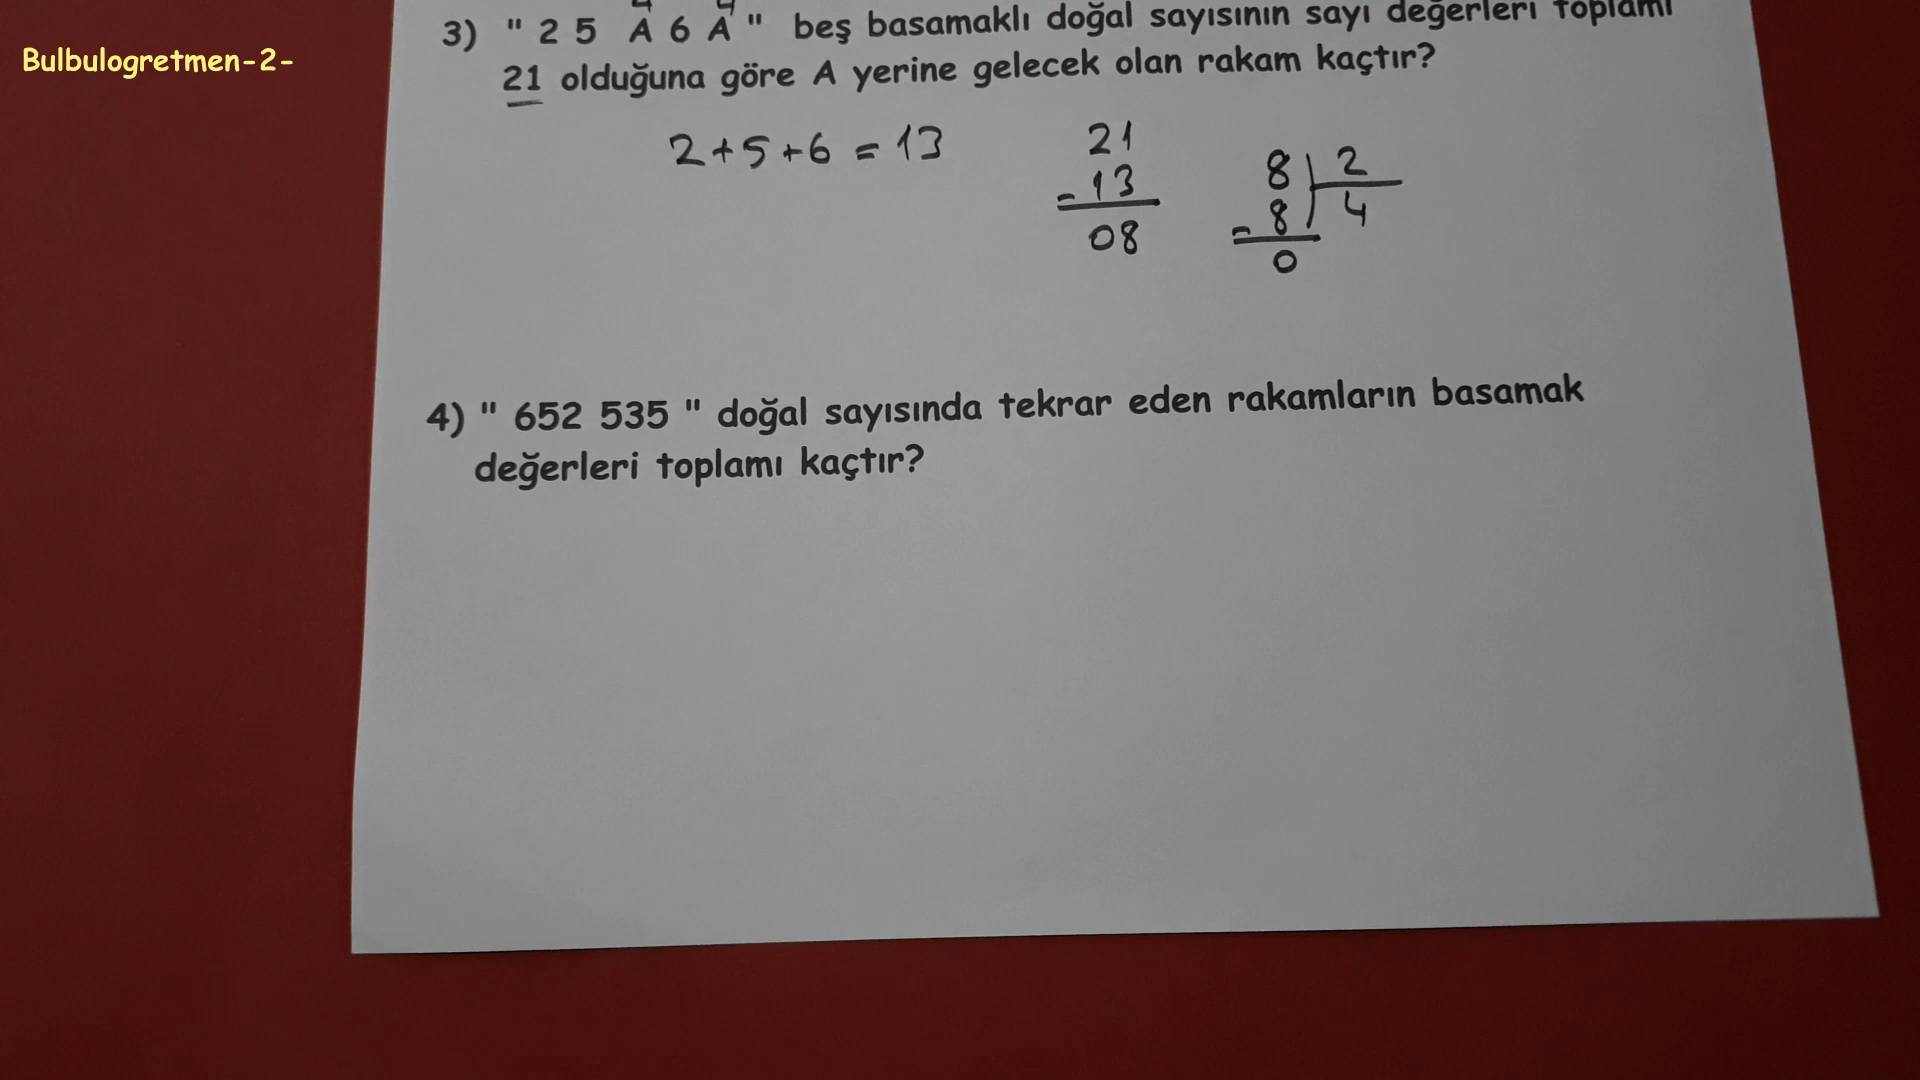 Bulbulogretmen-2-
4 4
3) " 2 5 A 6 A " beş basamaklı doğal sayısının sayı değerleri toplamı
21 olduğuna göre A yerine gelecek olan rakam kaçtır?
2+5+6 = 13
21
- 13
08
8 2
- 8 4
0
4) " 652 535 " doğal sayısında tekrar eden rakamların basamak
değerleri toplamı kaçtır?